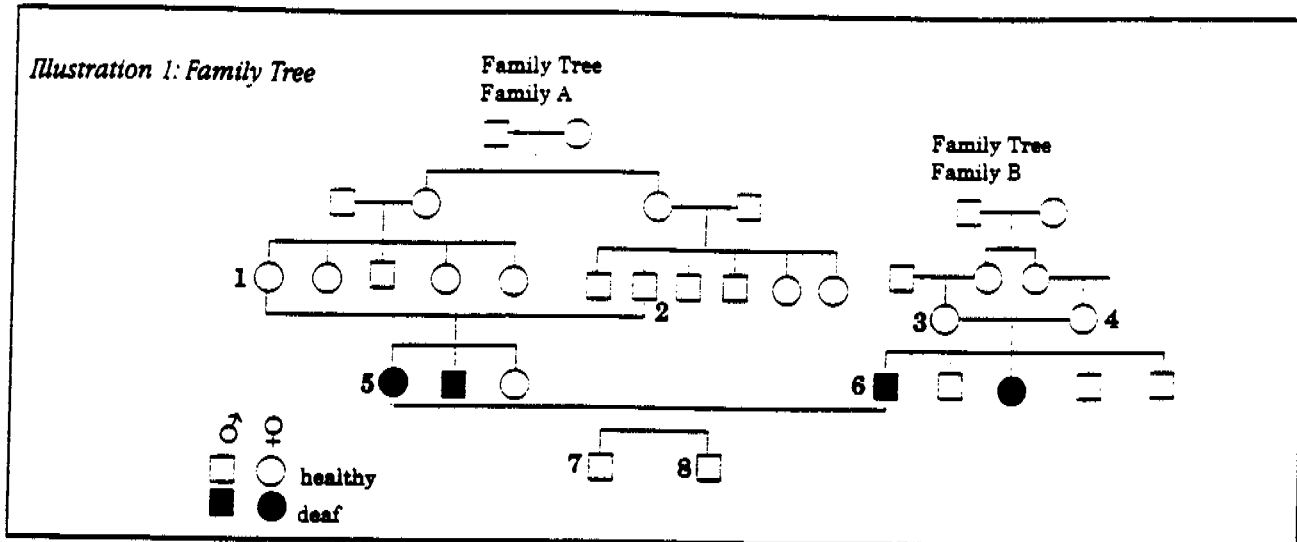 Illustration 1: Family Tree
Family Tree
Family A
Family Tree
Family B
1
2
3
4
5
6
7
8
♂ ♀
healthy
deaf